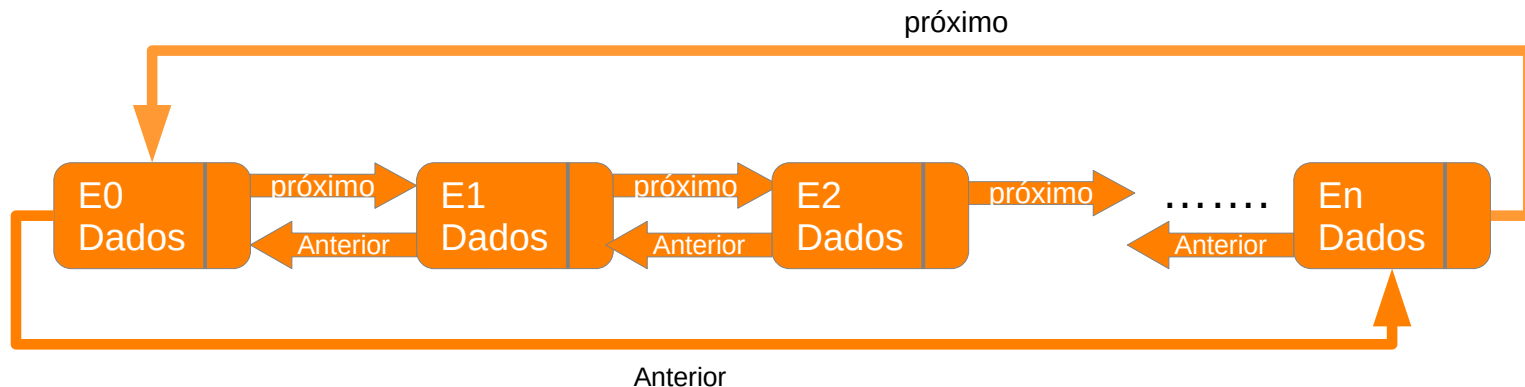 próximo
E0
Dados
próximo
Anterior
E1
Dados
próximo
Anterior
E2
Dados
próximo
.......
Anterior
En
Dados
Anterior